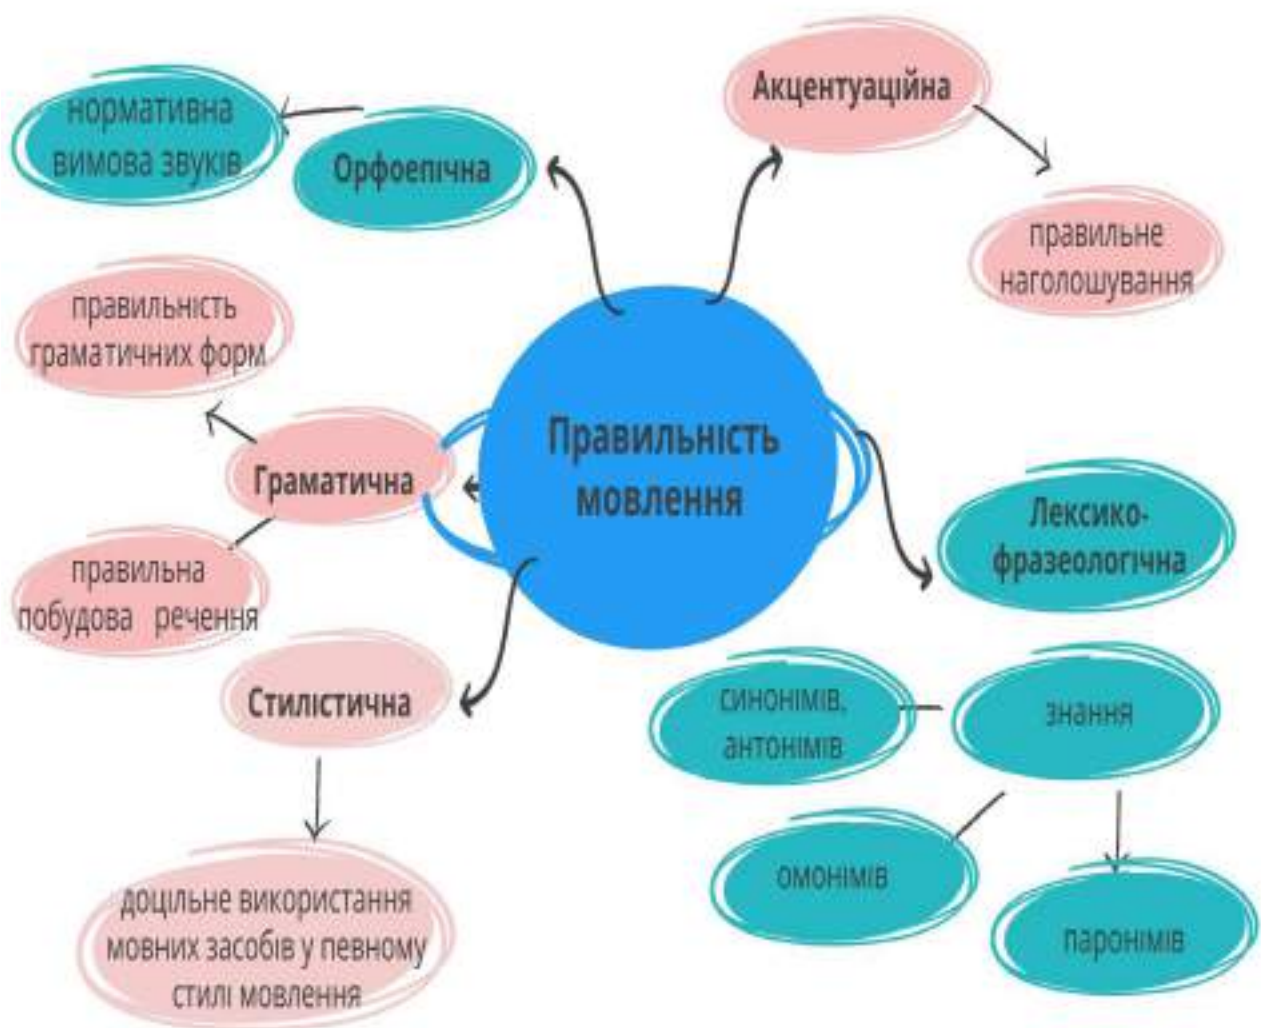 нормативна
вимова звуків
Орфоепічна
Акцентуаційна
правильне
наголошування
правильність
граматичних форм
Граматична
правильна
побудова речення
Правильність
мовлення
Лексико-
фразеологічна
Стилістична
синонімів,
антонімів
знання
омонімів
паронімів
доцільне використання
мовних засобів у певному
стилі мовлення